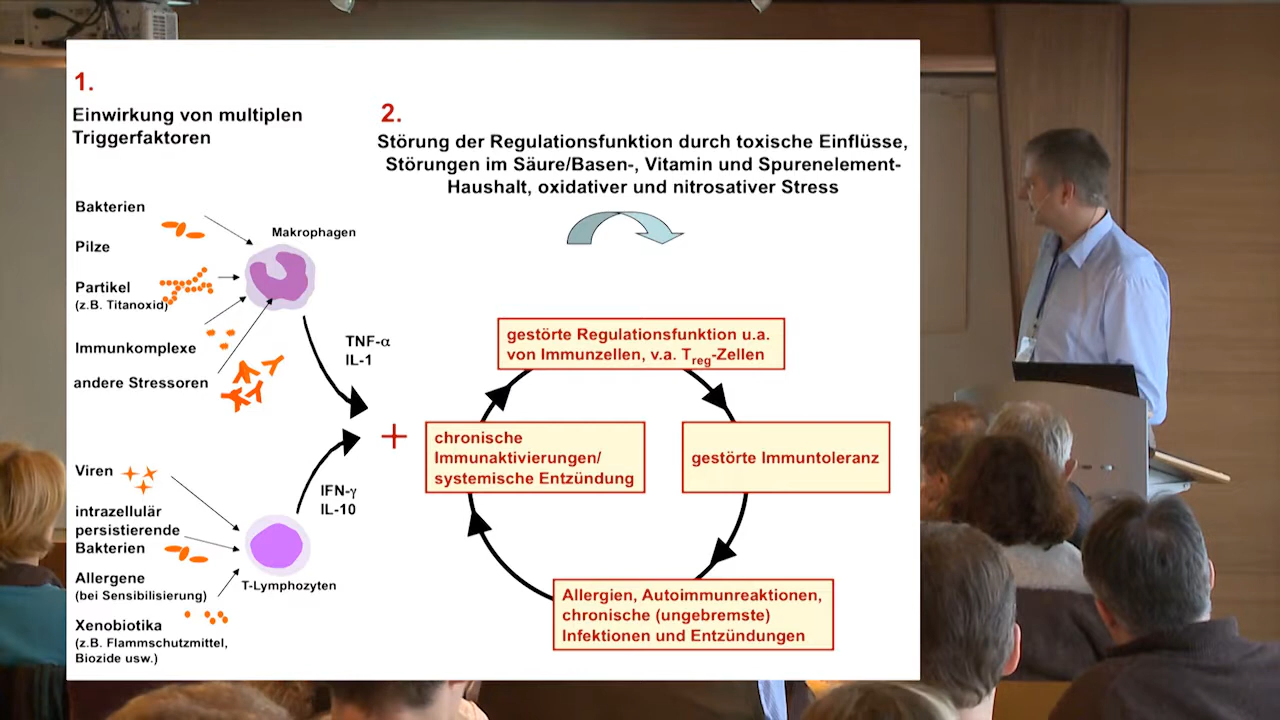 1.
Einwirkung von multiplen
Triggerfaktoren
2.
Störung der Regulationsfunktion durch toxische Einflüsse,
Störungen im Säure/Basen-, Vitamin und Spurenelement-
Haushalt, oxidativer und nitrosativer Stress
Bakterien
Pilze
Partikel
(z.B. Titanoxid)
Immunkomplexe
andere Stressoren
Makrophagen
TNF-α
IL-1
Viren
intrazellulär
persistierende
Bakterien
Allergene
(bei Sensibilisierung)
Xenobiotika
(z.B. Flammschutzmittel,
Biozide usw.)
IFN-γ
IL-10
T-Lymphozyten
+
gestörte Regulationsfunktion u.a.
von Immunzellen, v.a. Treg-Zellen
chronische
Immunaktivierungen/
systemische Entzündung
gestörte Immuntoleranz
Allergien, Autoimmunreaktionen,
chronische (ungebremste)
Infektionen und Entzündungen